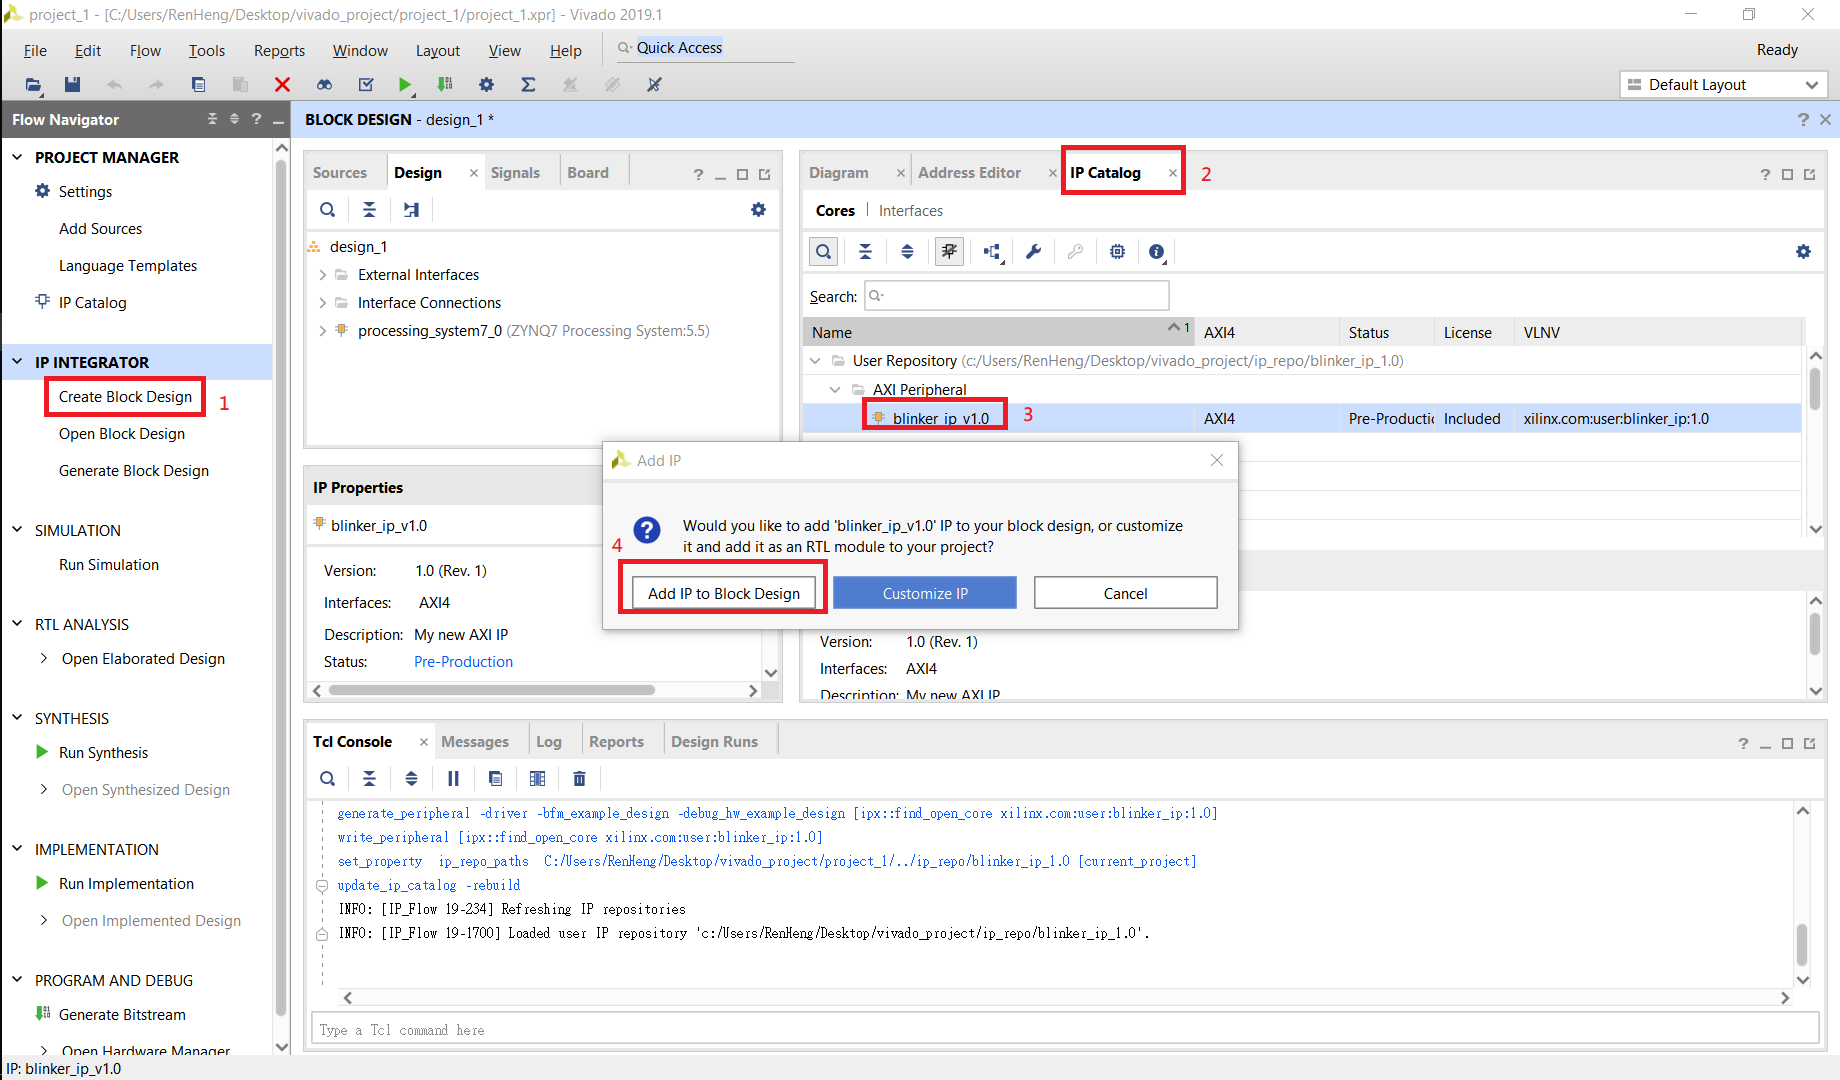 project_1 - [C:/Users/RenHeng/Desktop/vivado_project/project_1/project_1.xpr] - Vivado 2019.1
File Edit Flow Tools Reports Window Layout View Help Quick Access Ready
Default Layout
Flow Navigator
PROJECT MANAGER
Settings
Add Sources
Language Templates
IP Catalog
IP INTEGRATOR
Create Block Design 1
Open Block Design
Generate Block Design
SIMULATION
Run Simulation
RTL ANALYSIS
Open Elaborated Design
SYNTHESIS
Run Synthesis
Open Synthesized Design
IMPLEMENTATION
Run Implementation
Open Implemented Design
PROGRAM AND DEBUG
Generate Bitstream
Open Hardware Manager
BLOCK DESIGN - design_1 *
Sources Design Signals Board
design_1
External Interfaces
Interface Connections
processing_system7_0 (ZYNQ7 Processing System:5.5)
IP Properties
blinker_ip_v1.0
Version: 1.0 (Rev. 1)
Interfaces: AXI4
Description: My new AXI IP
Status: Pre-Production
Diagram Address Editor IP Catalog 2
Cores Interfaces
Search:
Name 1 AXI4 Status License VLNV
User Repository (c:/Users/RenHeng/Desktop/vivado_project/ip_repo/blinker_ip_1.0)
AXI Peripheral
blinker_ip_v1.0 3 AXI4 Pre-Productic Included xilinx.com:user:blinker_ip:1.0
Add IP
Would you like to add 'blinker_ip_v1.0' IP to your block design, or customize
it and add it as an RTL module to your project?
4
Add IP to Block Design Customize IP Cancel
Version: 1.0 (Rev. 1)
Interfaces: AXI4
Description: My new AXI IP
Tcl Console Messages Log Reports Design Runs
generate_peripheral -driver -bfm_example_design -debug_hw_example_design [ipx::find_open_core xilinx.com:user:blinker_ip:1.0]
write_peripheral [ipx::find_open_core xilinx.com:user:blinker_ip:1.0]
set_property ip_repo_paths C:/Users/RenHeng/Desktop/vivado_project/project_1/../ip_repo/blinker_ip_1.0 [current_project]
update_ip_catalog -rebuild
INFO: [IP_Flow 19-234] Refreshing IP repositories
INFO: [IP_Flow 19-1700] Loaded user IP repository 'c:/Users/RenHeng/Desktop/vivado_project/ip_repo/blinker_ip_1.0'.
Type a Tcl command here
IP: blinker_ip_v1.0